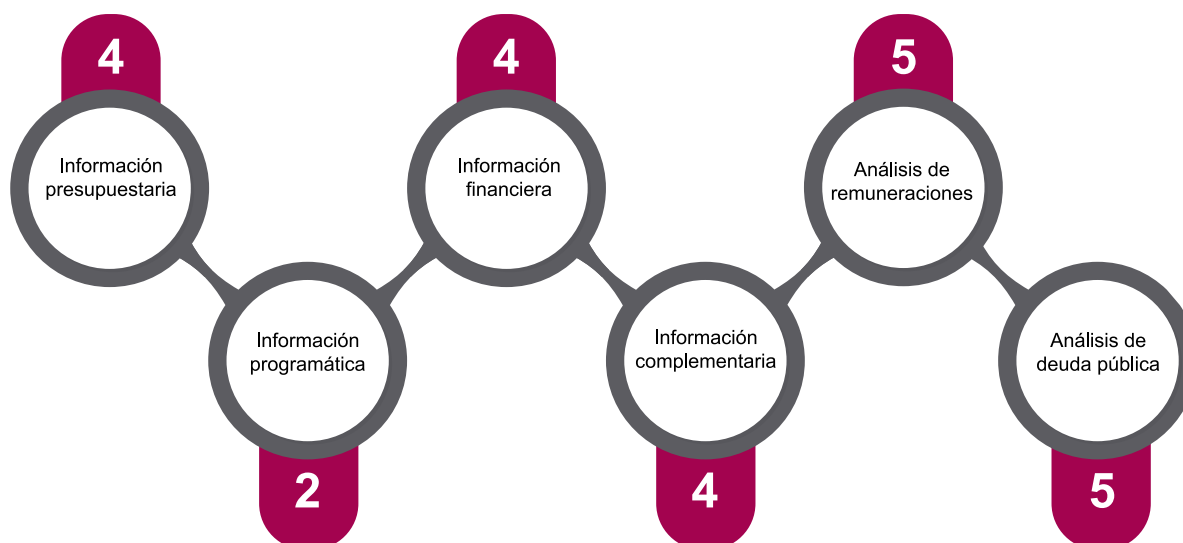 4
Información
presupuestaria
2
Información
programática
4
Información
financiera
4
Información
complementaria
5
Análisis de
remuneraciones
5
Análisis de
deuda pública